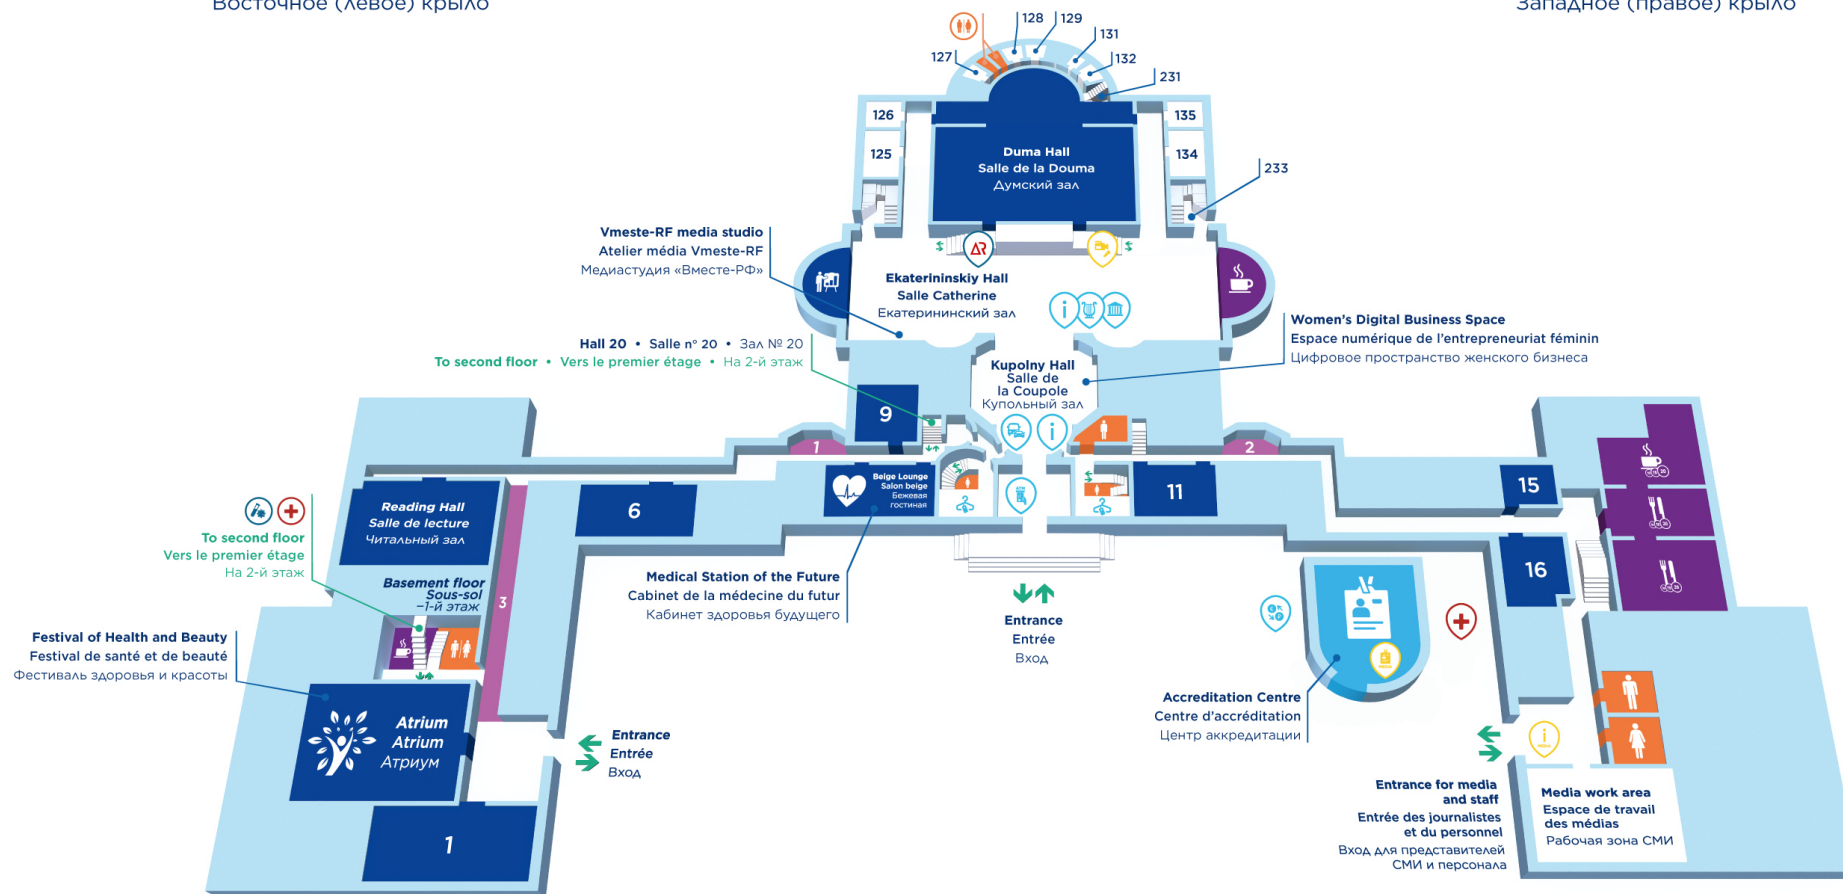 Восточное (левое) крыло
Западное (правое) крыло
127
128
129
131
132
231
126
125
135
134
233
Duma Hall
Salle de la Douma
Думский зал
Vmeste-RF media studio
Atelier média Vmeste-RF
Медиастудия «Вместе-РФ»
AR
Ekaterininskiy Hall
Salle Catherine
Екатерининский зал
i
Hall 20 • Salle n° 20 • Зал № 20
To second floor • Vers le premier étage • На 2-й этаж
Women's Digital Business Space
Espace numérique de l'entrepreneuriat féminin
Цифровое пространство женского бизнеса
Kupolny Hall
Salle de
la Coupole
Купольный зал
i
9
1
2
Beige Lounge
Salon beige
Бежевая
гостиная
11
15
16
6
Reading Hall
Salle de lecture
Читальный зал
To second floor
Vers le premier étage
На 2-й этаж
Basement floor
Sous-sol
–1-й этаж
3
Medical Station of the Future
Cabinet de la médecine du futur
Кабинет здоровья будущего
Entrance
Entrée
Вход
Festival of Health and Beauty
Festival de santé et de beauté
Фестиваль здоровья и красоты
Atrium
Atrium
Атриум
Entrance
Entrée
Вход
1
Accreditation Centre
Centre d'accréditation
Центр аккредитации
i
Entrance for media
and staff
Entrée des journalistes
et du personnel
Вход для представителей
СМИ и персонала
Media work area
Espace de travail
des médias
Рабочая зона СМИ